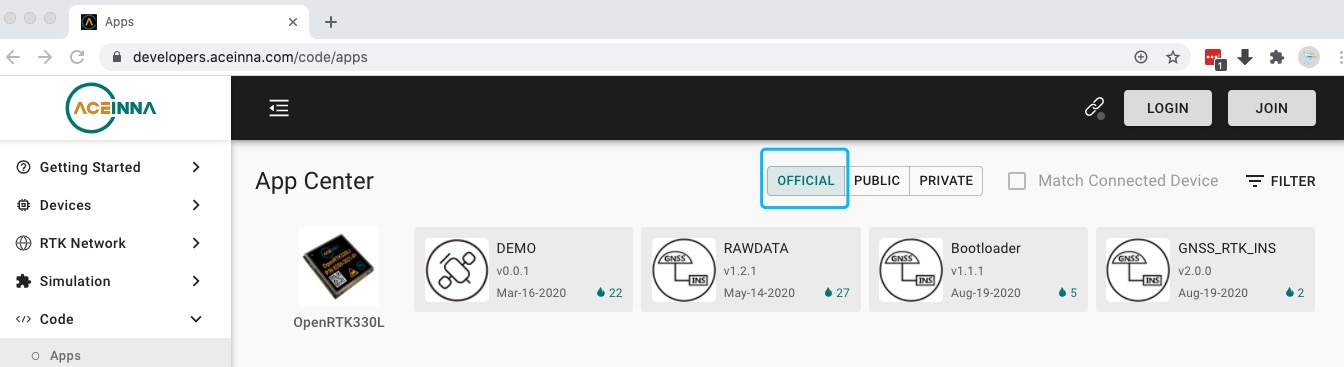 Apps
developers.aceinna.com/code/apps
1
ACEINNA
LOGIN
JOIN
Getting Started
Devices
RTK Network
Simulation
Code
Apps
App Center
OFFICIAL
PUBLIC
PRIVATE
Match Connected Device
FILTER
OpenRTK330L
DEMO
v0.0.1
Mar-16-2020
22
RAWDATA
v1.2.1
May-14-2020
27
GNSS
INS
Bootloader
v1.1.1
Aug-19-2020
5
GNSS
INS
GNSS_RTK_INS
v2.0.0
Aug-19-2020
2
GNSS
INS
aceinna
OpenRTK330L